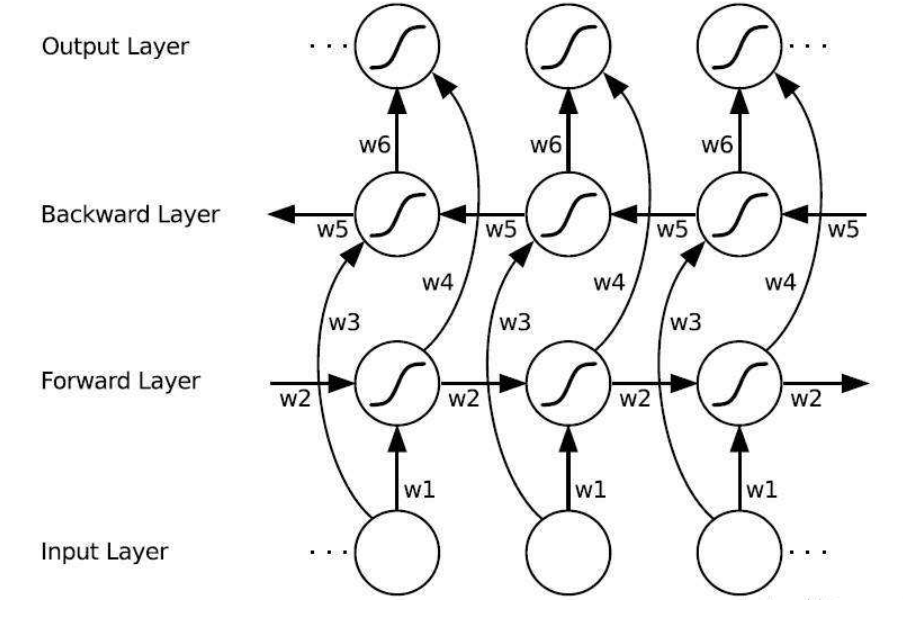 Output Layer ... ...
w6 w6 w6
Backward Layer
w5 w5 w5 w5
w4 w4 w4
w3 w3 w3
Forward Layer
w2 w2 w2 w2
w1 w1 w1
Input Layer ... ...